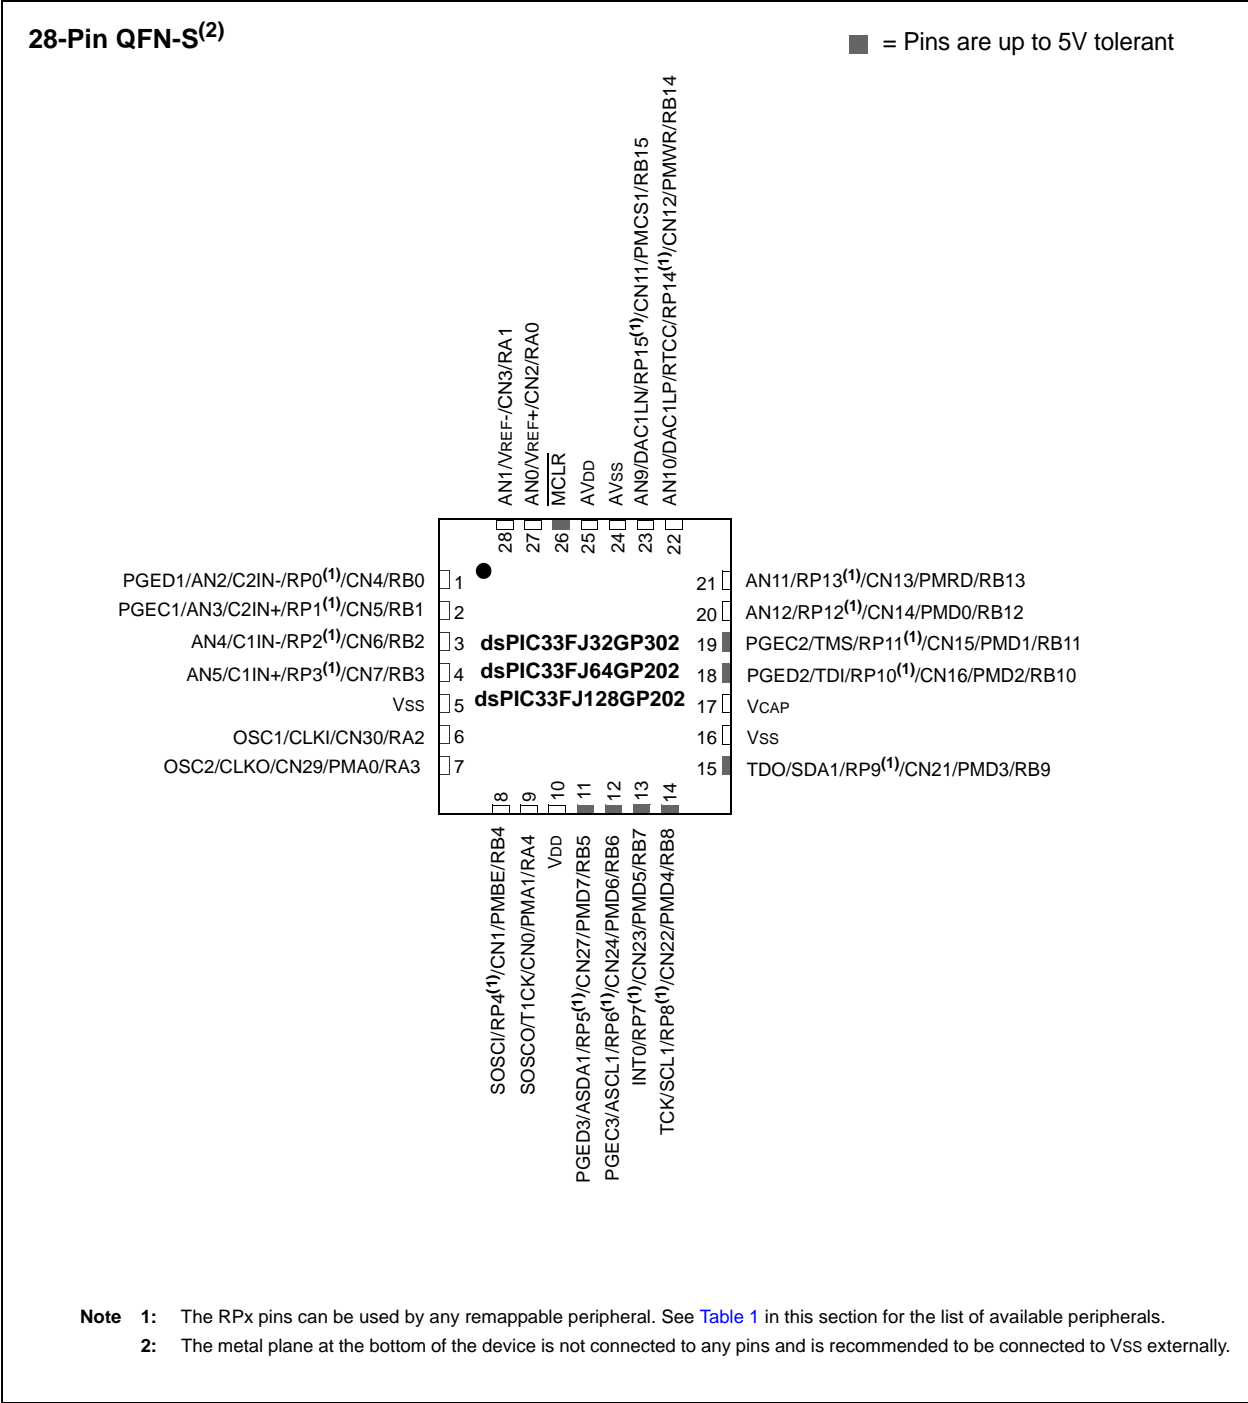 28-Pin QFN-S(2)
= Pins are up to 5V tolerant
AN1/VREF-/CN3/RA1
AN0/VREF+/CN2/RA0
MCLR
AVDD
AVSS
AN9/DAC1LN/RP15(1)/CN11/PMCS1/RB15
AN10/DAC1LP/RTCC/RP14(1)/CN12/PMWR/RB14
28
27
26
25
24
23
22
PGED1/AN2/C2IN-/RP0(1)/CN4/RB0
1
PGEC1/AN3/C2IN+/RP1(1)/CN5/RB1
2
AN4/C1IN-/RP2(1)/CN6/RB2
3
AN5/C1IN+/RP3(1)/CN7/RB3
4
VSS
5
OSC1/CLKI/CN30/RA2
6
OSC2/CLKO/CN29/PMA0/RA3
7
dsPIC33FJ32GP302
dsPIC33FJ64GP202
dsPIC33FJ128GP202
21
AN11/RP13(1)/CN13/PMRD/RB13
20
AN12/RP12(1)/CN14/PMD0/RB12
19
PGEC2/TMS/RP11(1)/CN15/PMD1/RB11
18
PGED2/TDI/RP10(1)/CN16/PMD2/RB10
17
VCAP
16
VSS
15
TDO/SDA1/RP9(1)/CN21/PMD3/RB9
8
9
10
11
12
13
14
SOSCI/RP4(1)/CN1/PMBE/RB4
SOSCO/T1CK/CN0/PMA1/RA4
VDD
PGED3/ASDA1/RP5(1)/CN27/PMD7/RB5
PGEC3/ASCL1/RP6(1)/CN24/PMD6/RB6
INT0/RP7(1)/CN23/PMD5/RB7
TCK/SCL1/RP8(1)/CN22/PMD4/RB8
Note 1: The RPx pins can be used by any remappable peripheral. See Table 1 in this section for the list of available peripherals.
2: The metal plane at the bottom of the device is not connected to any pins and is recommended to be connected to VSS externally.